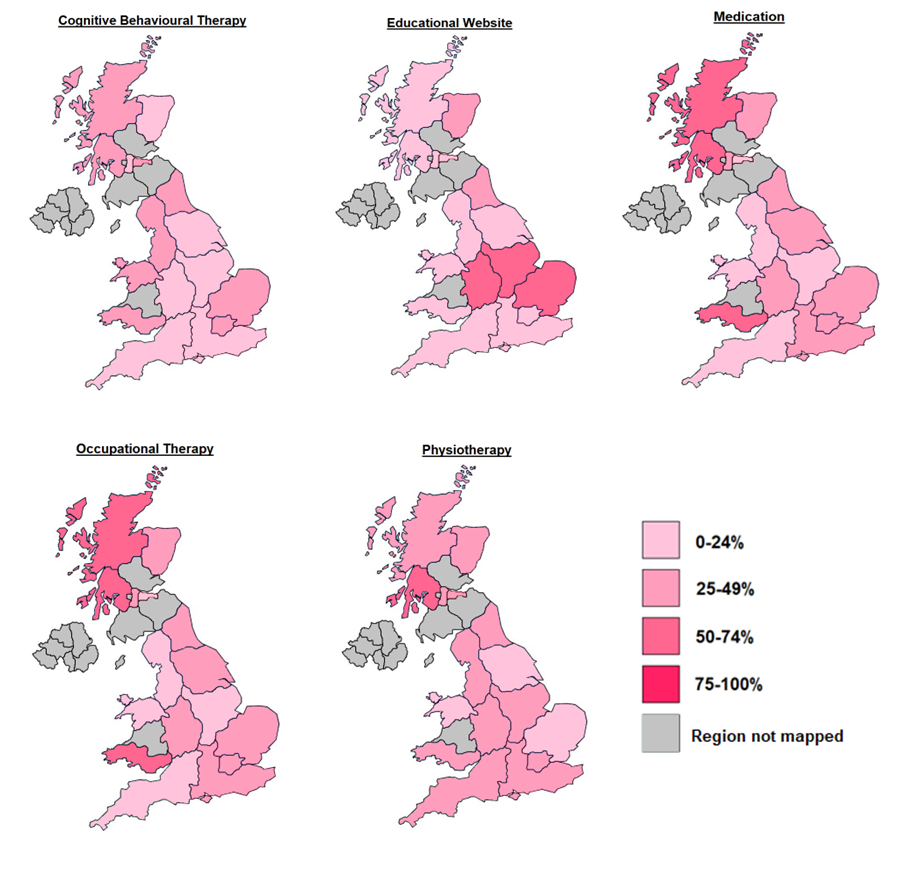 Cognitive Behavioural Therapy
Educational Website
Medication
Occupational Therapy
Physiotherapy
0-24%
25-49%
50-74%
75-100%
Region not mapped